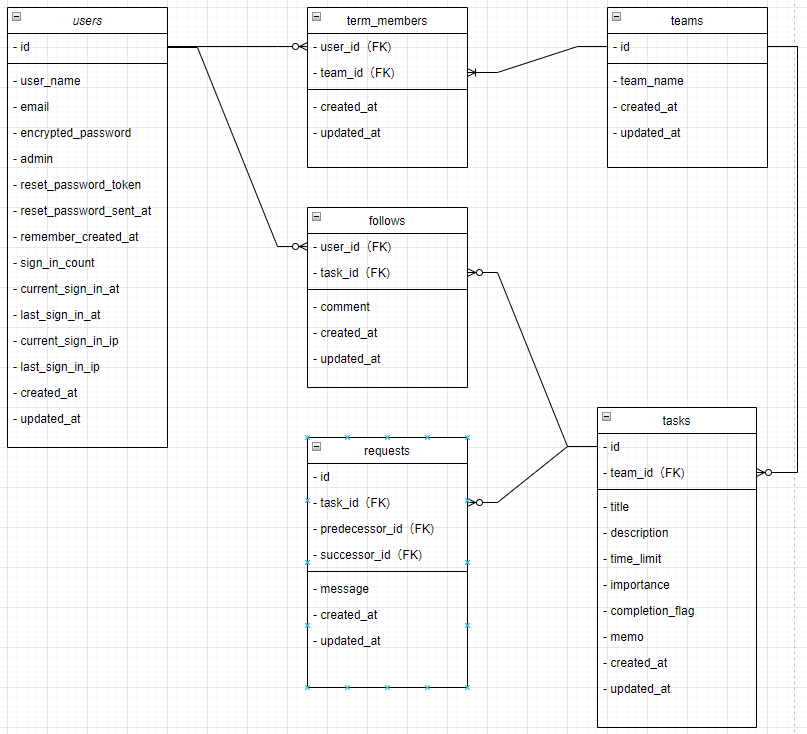 users
- id
- user_name
- email
- encrypted_password
- admin
- reset_password_token
- reset_password_sent_at
- remember_created_at
- sign_in_count
- current_sign_in_at
- last_sign_in_at
- current_sign_in_ip
- last_sign_in_ip
- created_at
- updated_at
term_members
- user_id（FK)
- team_id（FK)
- created_at
- updated_at
teams
- id
- team_name
- created_at
- updated_at
follows
- user_id（FK)
- task_id（FK)
- comment
- created_at
- updated_at
requests
- id
- task_id（FK)
- predecessor_id（FK)
- successor_id（FK)
- message
- created_at
- updated_at
tasks
- id
- team_id（FK)
- title
- description
- time_limit
- importance
- completion_flag
- memo
- created_at
- updated_at